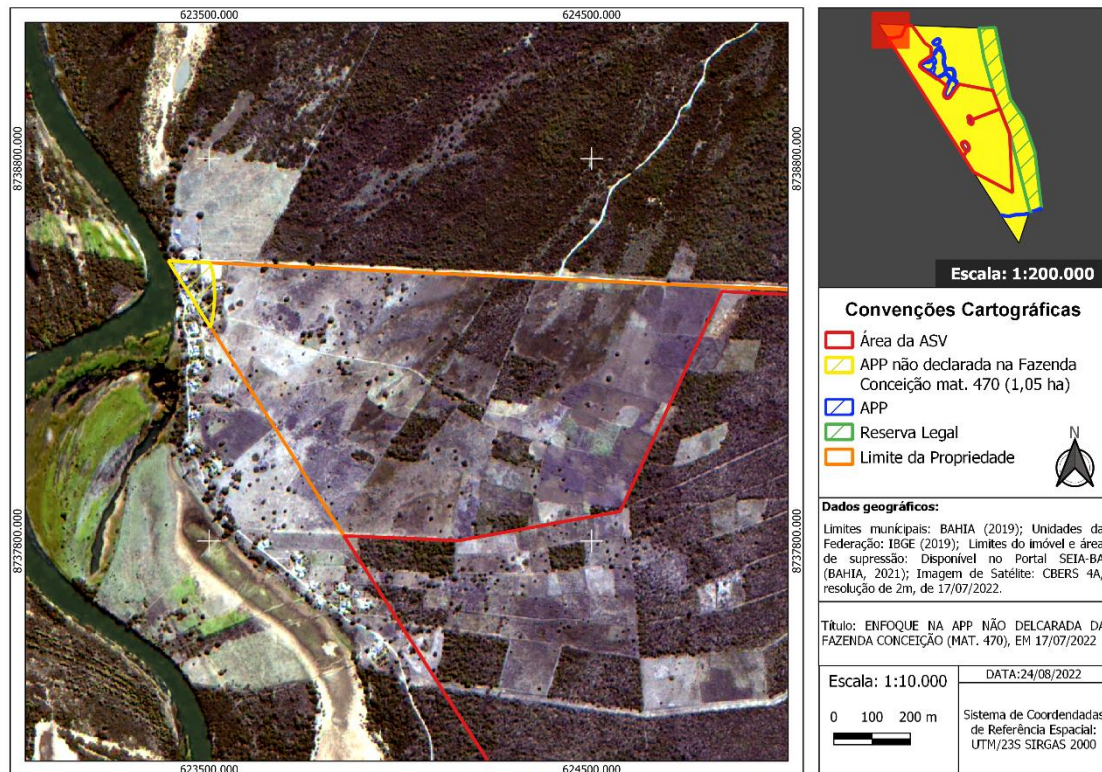 623500.000
624500.000
8738800.000
8738800.000
8737800.000
8737800.000
623500.000
624500.000
Escala: 1:200.000
Convenções Cartográficas
Área da ASV
APP não declarada na Fazenda
Conceição mat. 470 (1,05 ha)
APP
Reserva Legal
Limite da Propriedade
N
Dados geográficos:
Limites munícipais: BAHIA (2019); Unidades da
Federação: IBGE (2019); Limites do imóvel e área
de supressão: Disponível no Portal SEIA-BA
(BAHIA, 2021); Imagem de Satélite: CBERS 4A,
resolução de 2m, de 17/07/2022.
Título: ENFOQUE NA APP NÃO DELCARADA DA
FAZENDA CONCEIÇÃO (MAT. 470), EM 17/07/2022
Escala: 1:10.000
0 100 200 m
DATA:24/08/2022
Sistema de Coordendadas
de Referência Espacial:
UTM/23S SIRGAS 2000